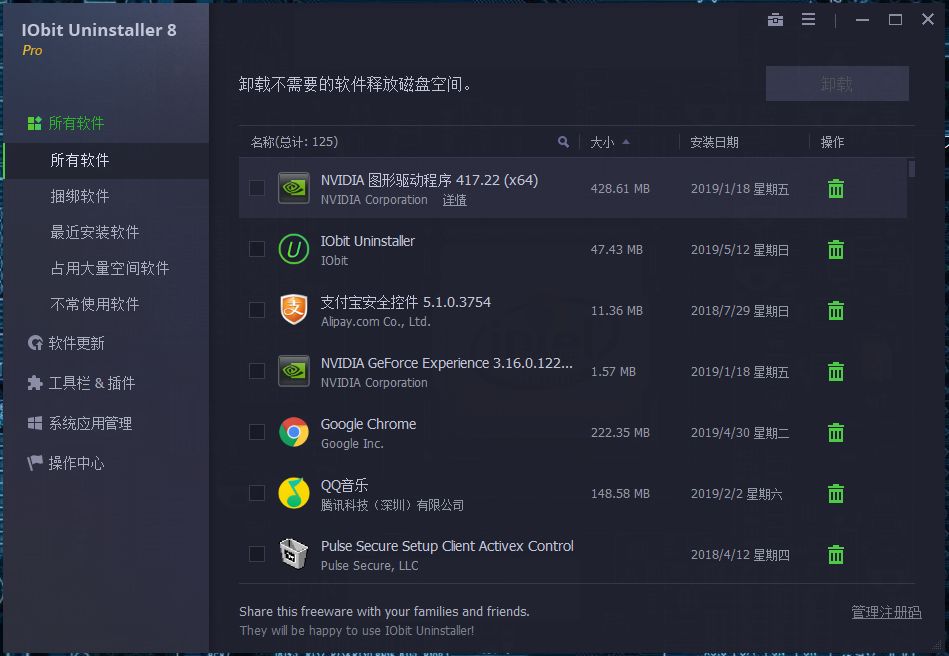 IObit Uninstaller 8
Pro
卸载不需要的软件释放磁盘空间。
卸载
所有软件
所有软件
捆绑软件
最近安装软件
占用大量空间软件
不常使用软件
软件更新
工具栏 & 插件
系统应用管理
操作中心
名称(总计: 125) 大小 安装日期 操作
NVIDIA 图形驱动程序 417.22 (x64)
NVIDIA Corporation 详情
428.61 MB 2019/1/18 星期五
IObit Uninstaller
IObit
47.43 MB 2019/5/12 星期日
支付宝安全控件 5.1.0.3754
Alipay.com Co., Ltd.
11.36 MB 2018/7/29 星期日
NVIDIA GeForce Experience 3.16.0.122...
NVIDIA Corporation
1.57 MB 2019/1/18 星期五
Google Chrome
Google Inc.
222.35 MB 2019/4/30 星期二
QQ音乐
腾讯科技（深圳）有限公司
148.58 MB 2019/2/2 星期六
Pulse Secure Setup Client Activex Control
Pulse Secure, LLC
2018/4/12 星期四
Share this freeware with your families and friends.
They will be happy to use IObit Uninstaller!
管理注册码